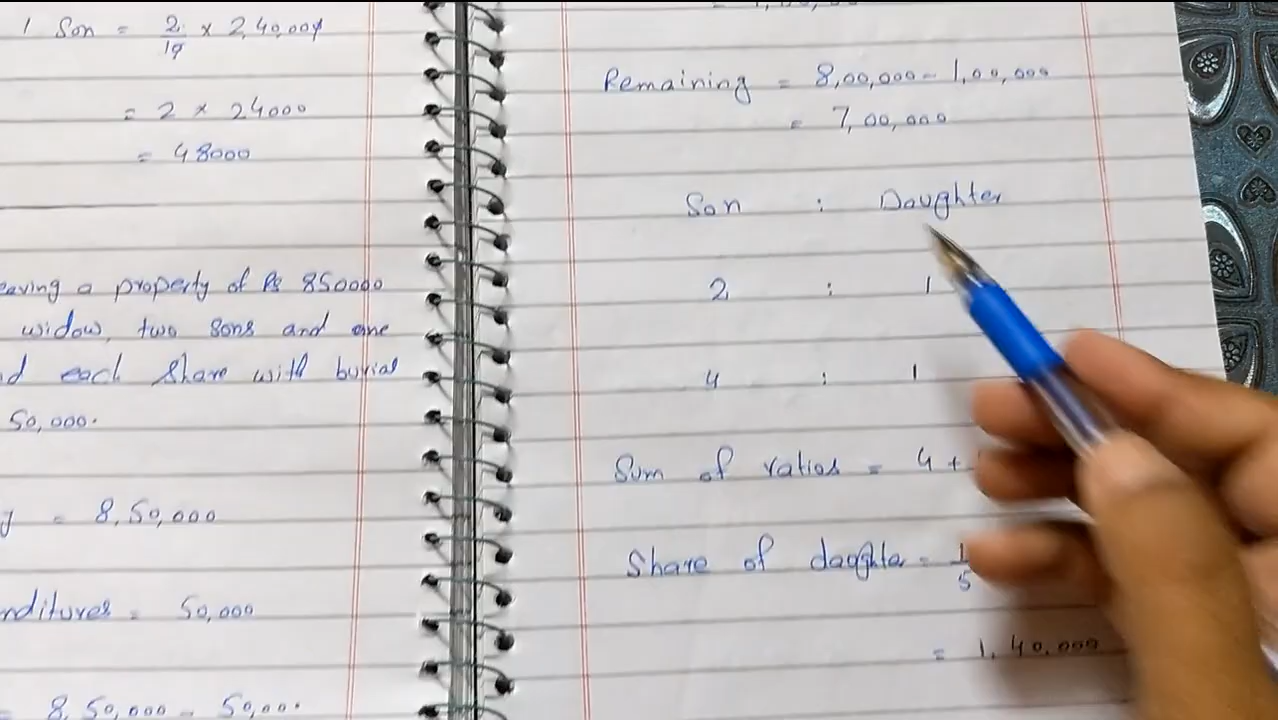 1 Son = 2/10 × 2,40,000
= 2 × 24000
= 48000
eaving a property of Rs 850000
widow, two sons and one
d each share with burial
50,000.
y = 8,50,000
nditures = 50,000
= 8,50,000 - 50,00
Remaining = 8,00,000 - 1,00,000
= 7,00,000
Son : Daughter
2 : 1
4 : 1
Sum of ratios = 4 +
Share of daughter = 1/5
= 1,40,000